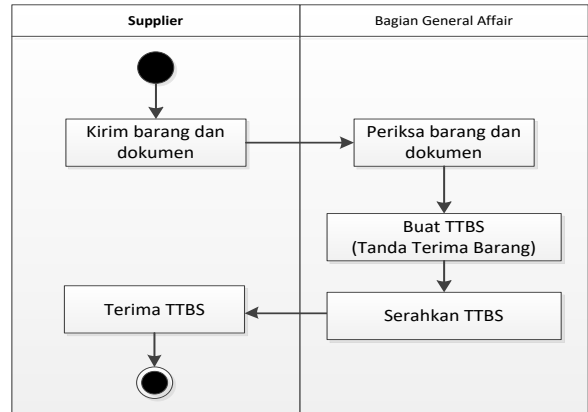 Supplier
Bagian General Affair
Kirim barang dan
dokumen
Periksa barang dan
dokumen
Buat TTBS
(Tanda Terima Barang)
Serahkan TTBS
Terima TTBS